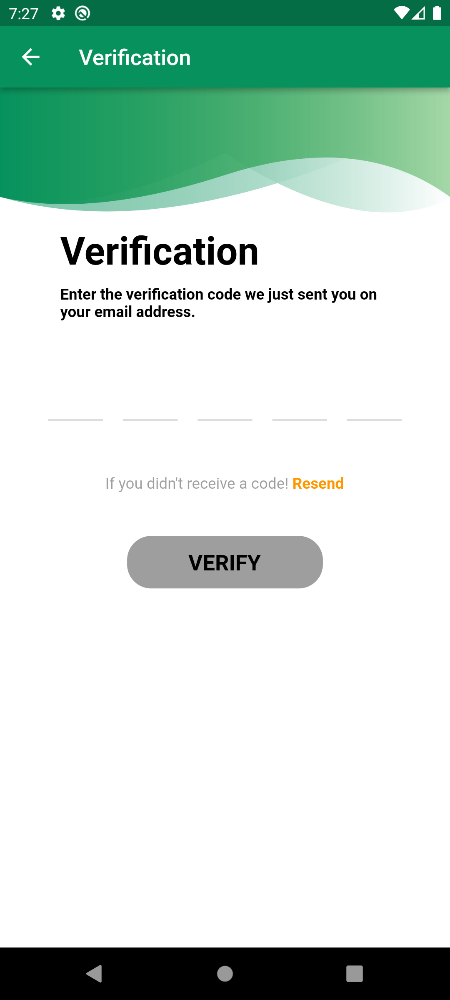 7:27
Verification
Verification
Enter the verification code we just sent you on
your email address.
If you didn't receive a code! Resend
VERIFY